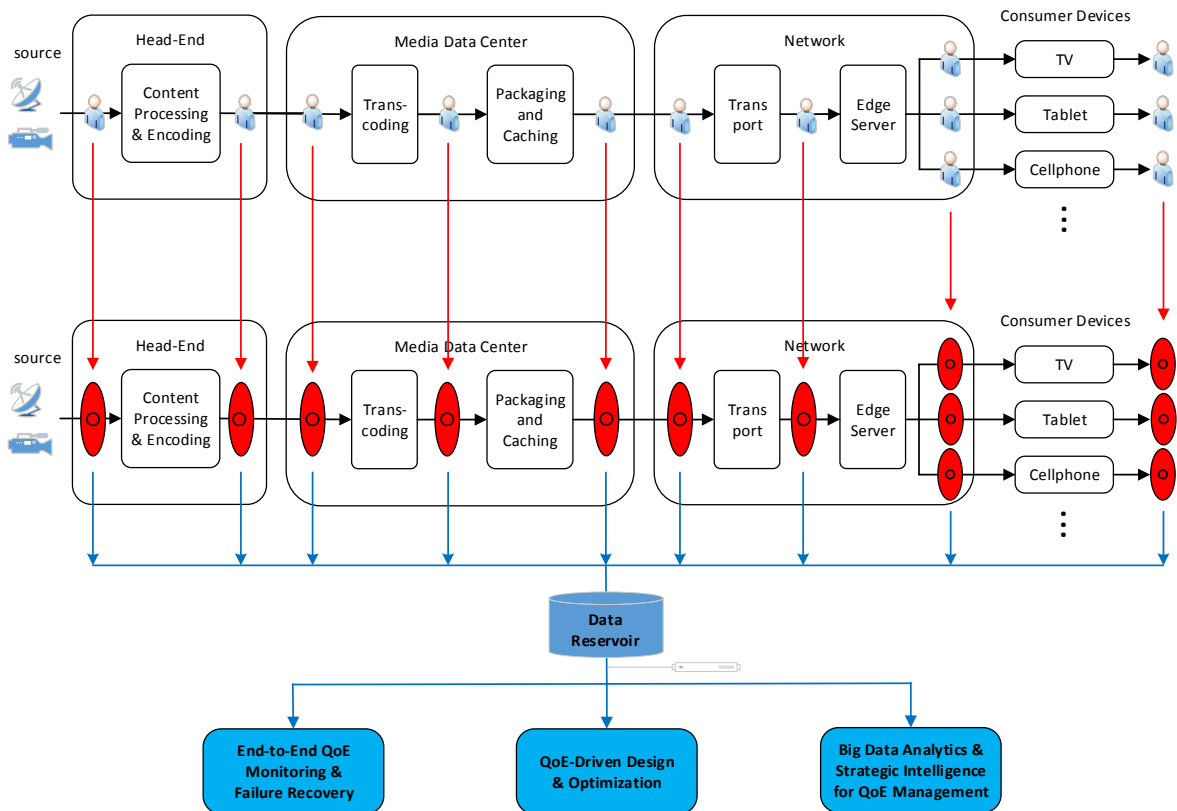 Consumer Devices
Head-End
Media Data Center
Network
source
TV
Content
Processing
& Encoding
Trans-
coding
Packaging
and
Caching
Trans
port
Edge
Server
Tablet
Cellphone
Consumer Devices
Head-End
Media Data Center
Network
source
TV
Content
Processing
& Encoding
Trans-
coding
Packaging
and
Caching
Trans
port
Edge
Server
Tablet
Cellphone
Data
Reservoir
End-to-End QoE
Monitoring &
Failure Recovery
QoE-Driven Design
& Optimization
Big Data Analytics &
Strategic Intelligence
for QoE Management